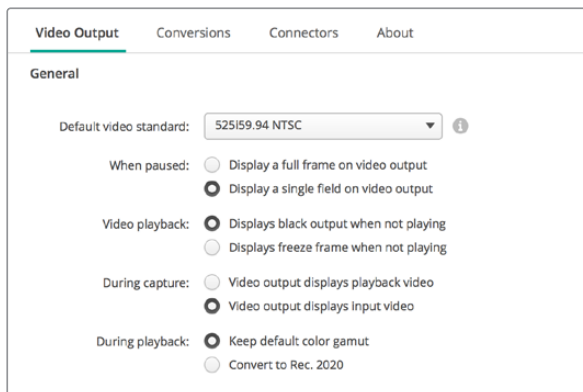 Video Output Conversions Connectors About
General
Default video standard: 525i59.94 NTSC
When paused: Display a full frame on video output
Display a single field on video output
Video playback: Displays black output when not playing
Displays freeze frame when not playing
During capture: Video output displays playback video
Video output displays input video
During playback: Keep default color gamut
Convert to Rec. 2020